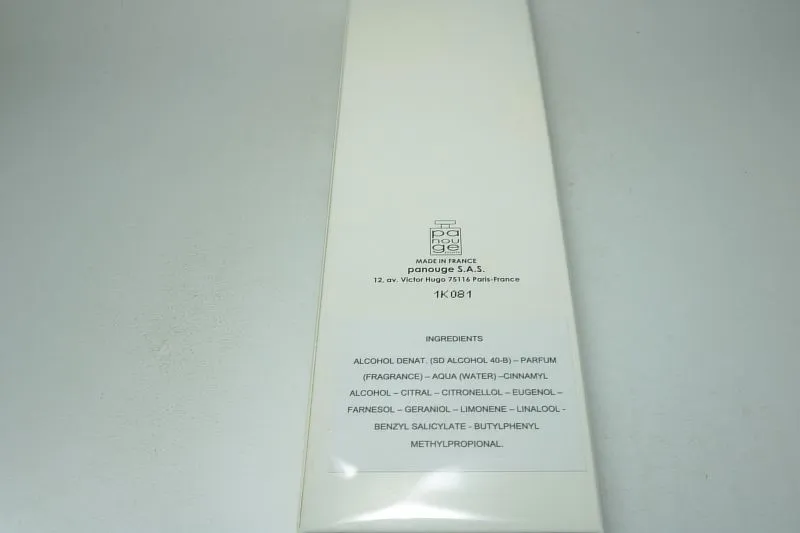 pa
nou
ge
MADE IN FRANCE
panouge S.A.S.
12, av. Victor Hugo 75116 Paris-France
1K081
INGREDIENTS
ALCOHOL DENAT. (SD ALCOHOL 40-B) – PARFUM
(FRAGRANCE) – AQUA (WATER) –CINNAMYL
ALCOHOL – CITRAL – CITRONELLOL – EUGENOL –
FARNESOL – GERANIOL – LIMONENE – LINALOOL -
BENZYL SALICYLATE - BUTYLPHENYL
METHYLPROPIONAL.